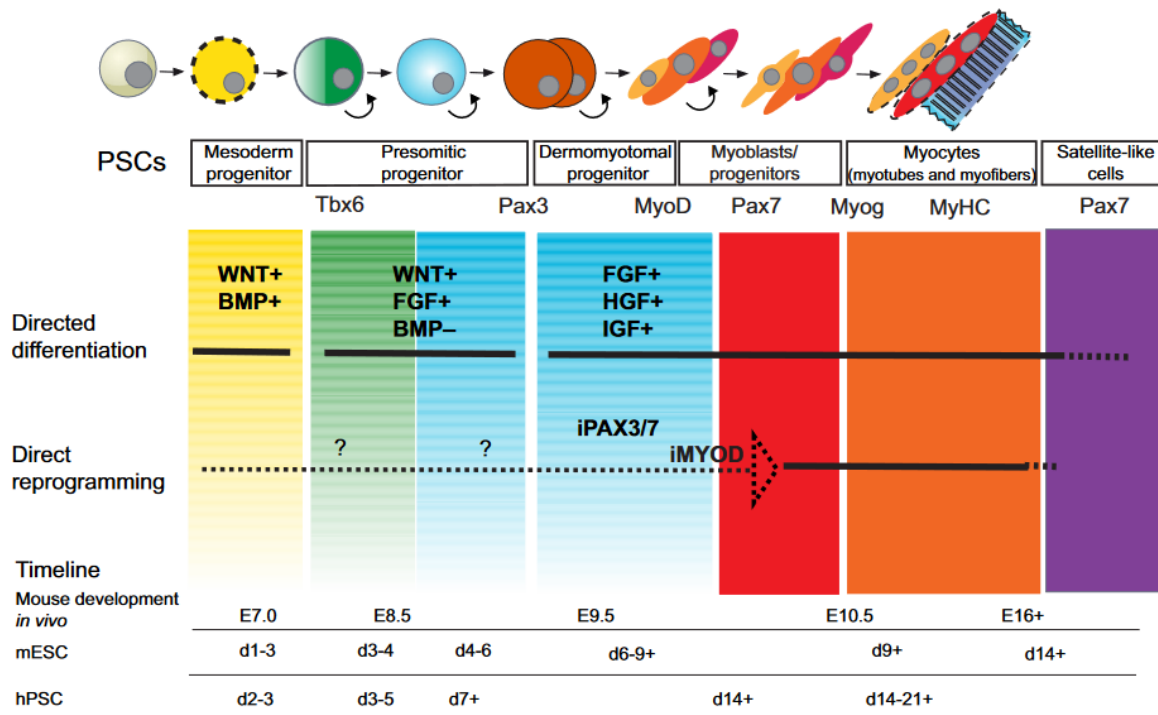 PSCs
Mesoderm
progenitor
Presomitic
progenitor
Dermomyotomal
progenitor
Myoblasts/
progenitors
Myocytes
(myotubes and myofibers)
Satellite-like
cells
Tbx6 Pax3 MyoD Pax7 Myog MyHC Pax7
WNT+
BMP+
WNT+
FGF+
BMP–
FGF+
HGF+
IGF+
Directed
differentiation
iPAX3/7
? ?
iMYOD
Direct
reprogramming
Timeline
Mouse development
in vivo
E7.0 E8.5 E9.5 E10.5 E16+
mESC d1-3 d3-4 d4-6 d6-9+ d9+ d14+
hPSC d2-3 d3-5 d7+ d14+ d14-21+